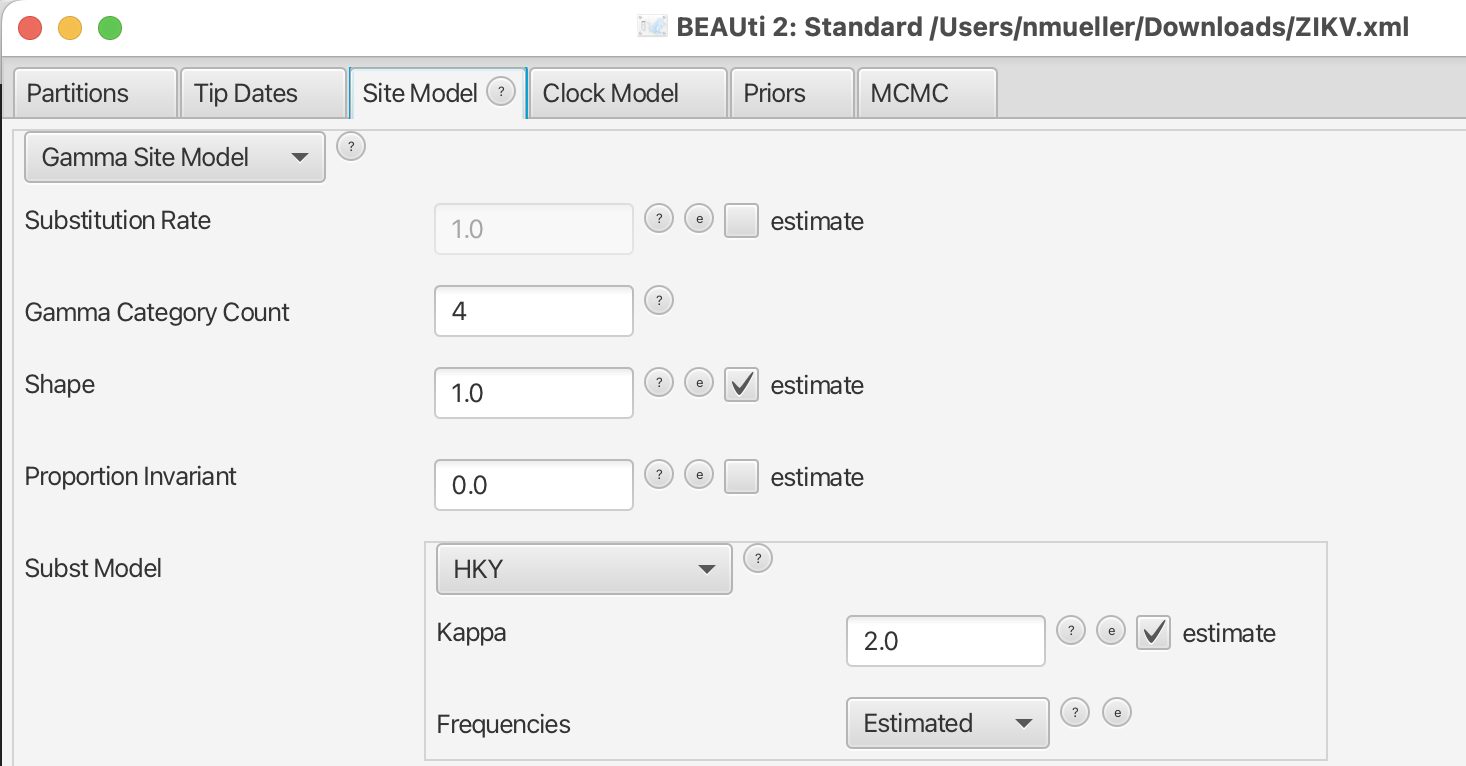 BEAUti 2: Standard /Users/nmueller/Downloads/ZIKV.xml
Partitions Tip Dates Site Model ? Clock Model Priors MCMC
Gamma Site Model ?
Substitution Rate 1.0 ? e estimate
Gamma Category Count 4 ?
Shape 1.0 ? e estimate
Proportion Invariant 0.0 ? e estimate
Subst Model HKY ?
Kappa 2.0 ? e estimate
Frequencies Estimated ? e